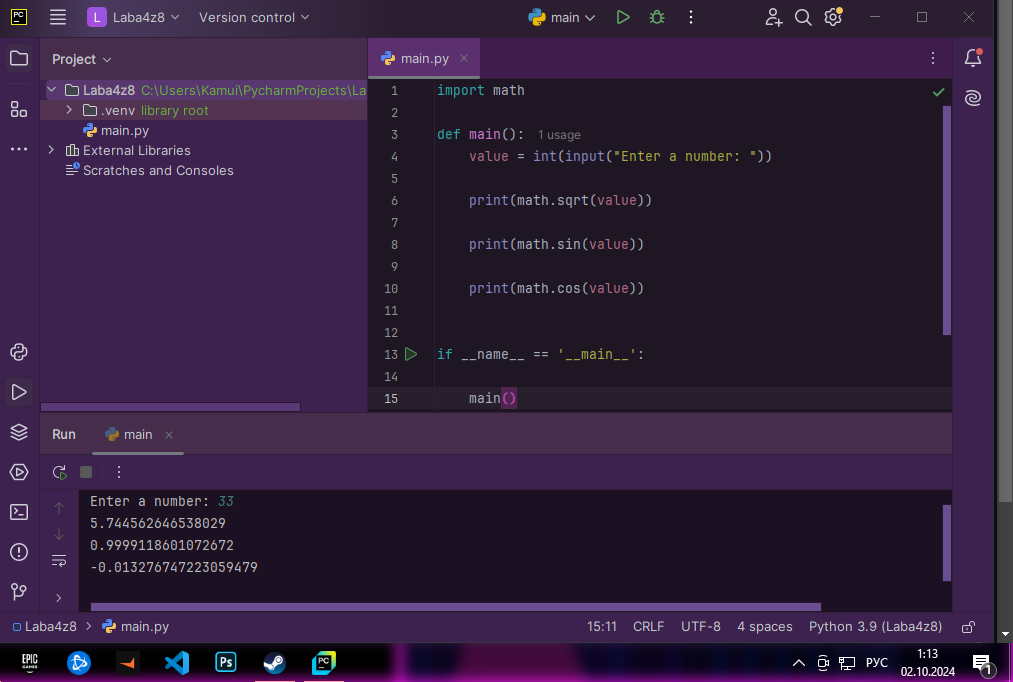 PC
L Laba4z8 Version control main
Project
main.py
Laba4z8 C:\Users\Kamui\PycharmProjects\La
.venv library root
main.py
External Libraries
Scratches and Consoles
1 import math
2
3 def main(): 1 usage
4 value = int(input("Enter a number: "))
5
6 print(math.sqrt(value))
7
8 print(math.sin(value))
9
10 print(math.cos(value))
11
12
13 if __name__ == '__main__':
14
15 main()
Run main
Enter a number: 33
5.744562646538029
0.9999118601072672
-0.013276747223059479
Laba4z8 main.py 15:11 CRLF UTF-8 4 spaces Python 3.9 (Laba4z8)
EPIC GAMES Ps PC РУС 1:13 02.10.2024 1